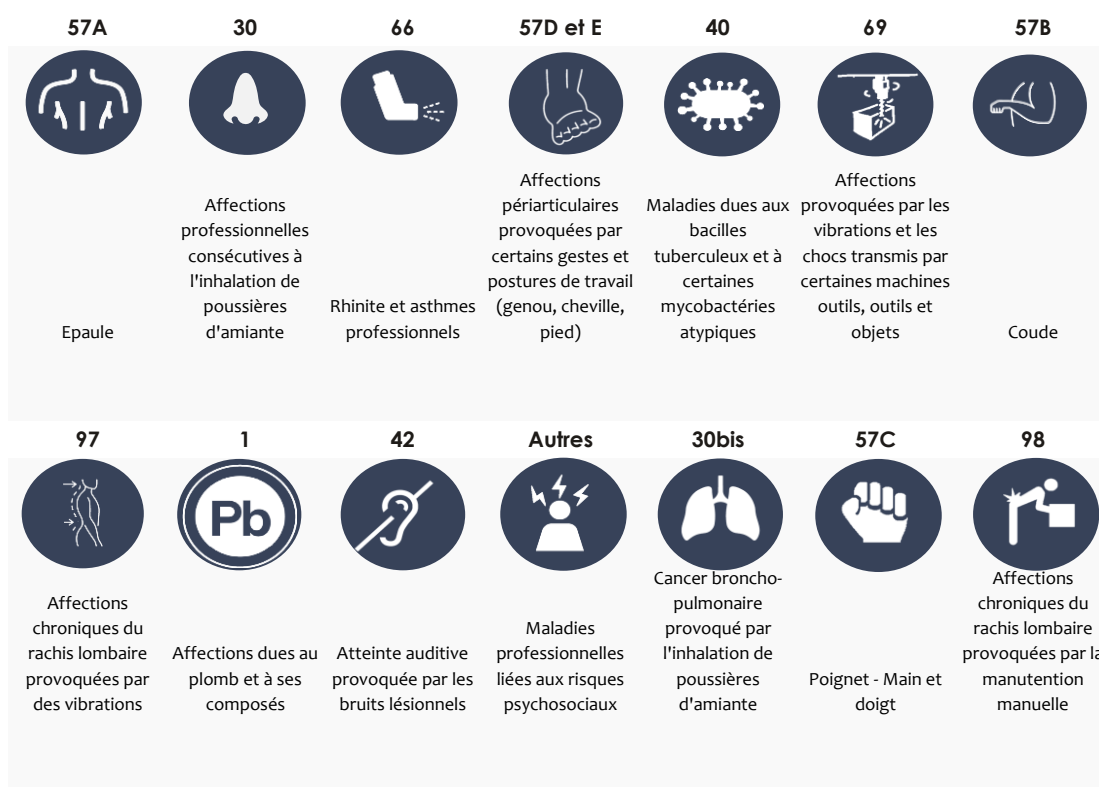 57A
30
66
57D et E
40
69
57B
Epaule
Affections
professionnelles
consécutives à
l'inhalation de
poussières
d'amiante
Rhinite et asthmes
professionnels
Affections
périarticulaires
provoquées par
certains gestes et
postures de travail
(genou, cheville,
pied)
Maladies dues aux
bacilles
tuberculeux et à
certaines
mycobactéries
atypiques
Affections
provoquées par les
vibrations et les
chocs transmis par
certaines machines
outils, outils et
objets
Coude
97
1
42
Autres
30bis
57C
98
Affections
chroniques du
rachis lombaire
provoquées par
des vibrations
Pb
Affections dues au
plomb et à ses
composés
Atteinte auditive
provoquée par les
bruits lésionnels
Maladies
professionnelles
liées aux risques
psychosociaux
Cancer broncho-
pulmonaire
provoqué par
l'inhalation de
poussières
d'amiante
Poignet - Main et
doigt
Affections
chroniques du
rachis lombaire
provoquées par la
manutention
manuelle